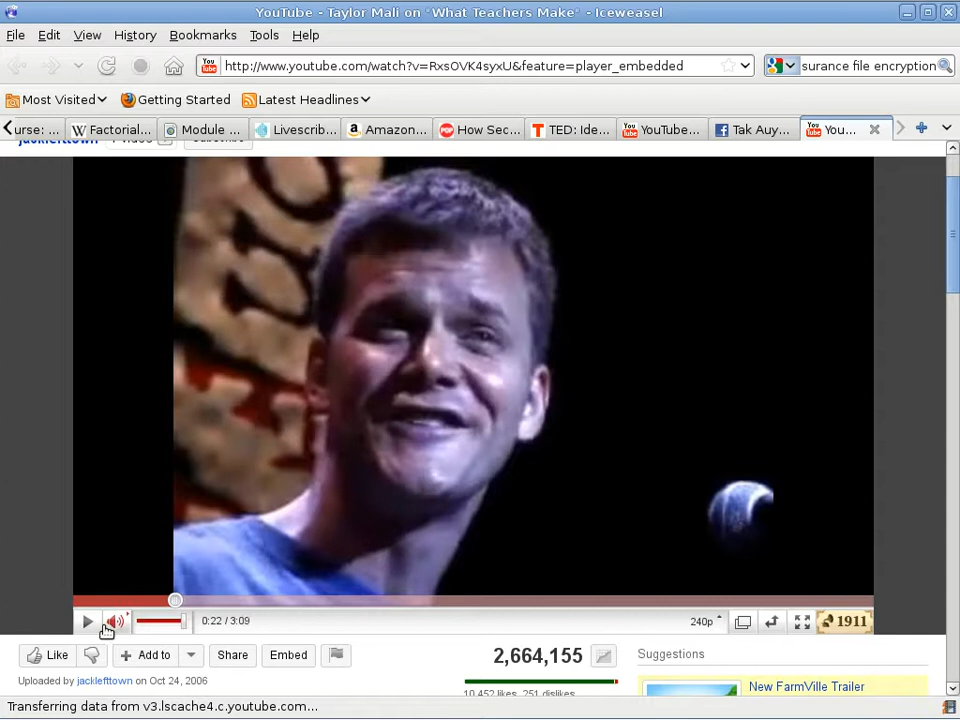 YouTube - Taylor Mali on "What Teachers Make" - Iceweasel
File Edit View History Bookmarks Tools Help
You Tube http://www.youtube.com/watch?v=RxsOVK4syxU&feature=player_embedded surance file encryption
Most Visited Getting Started Latest Headlines
urse: ... Factorial... Module ... Livescrib... Amazon... How Sec... TED: Ide... YouTube... Tak Auy... You...
jacklefttown
0:22 / 3:09 240p 1911
Like Add to Share Embed 2,664,155 Suggestions
Uploaded by jacklefttown on Oct 24, 2006
10,452 likes, 251 dislikes
New FarmVille Trailer
Transferring data from v3.lscache4.c.youtube.com...